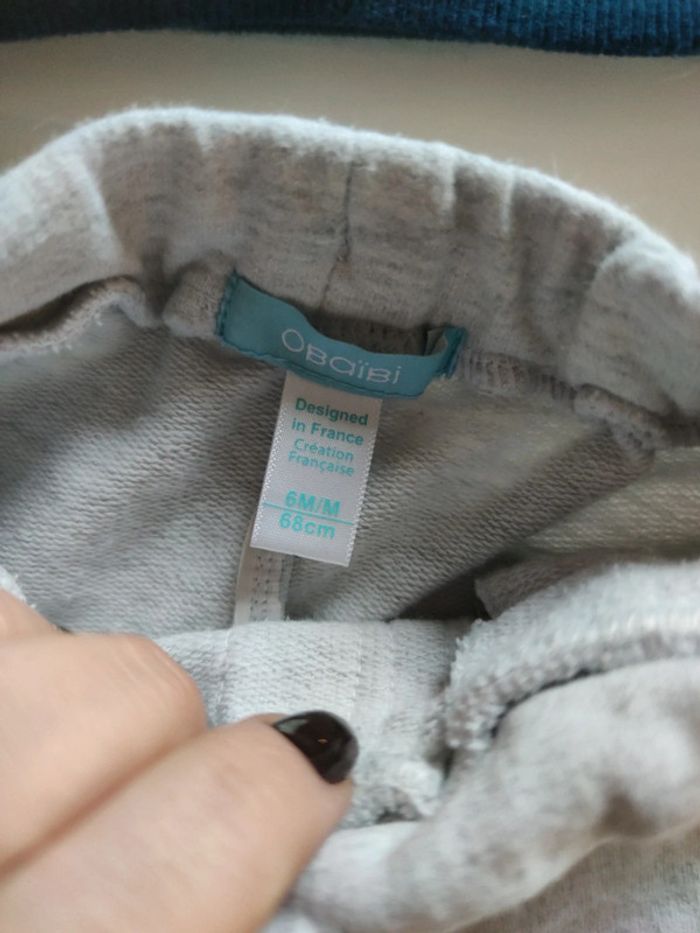 Obaïbi
Designed
in France
Création
Française
6M/M
68cm